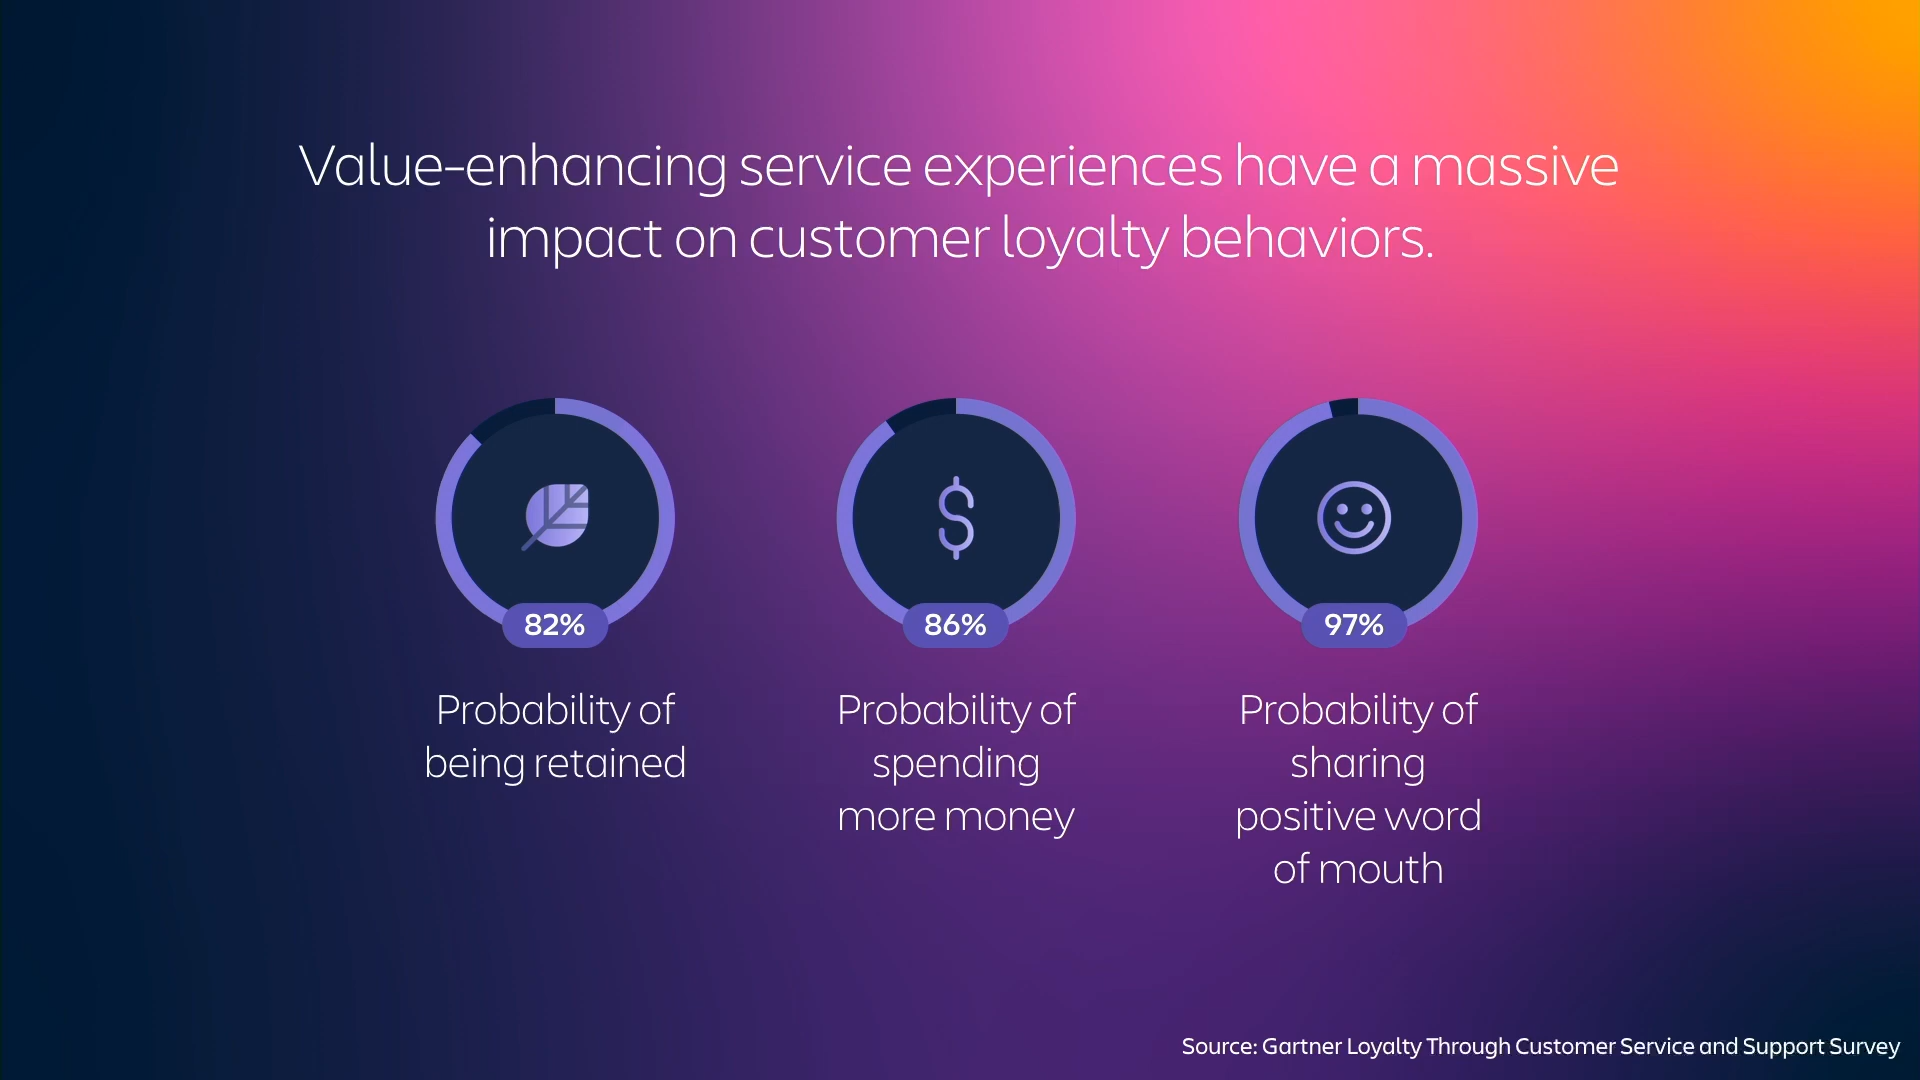 Value-enhancing service experiences have a massive
impact on customer loyalty behaviors.
82%
Probability of
being retained
86%
Probability of
spending
more money
97%
Probability of
sharing
positive word
of mouth
Source: Gartner Loyalty Through Customer Service and Support Survey